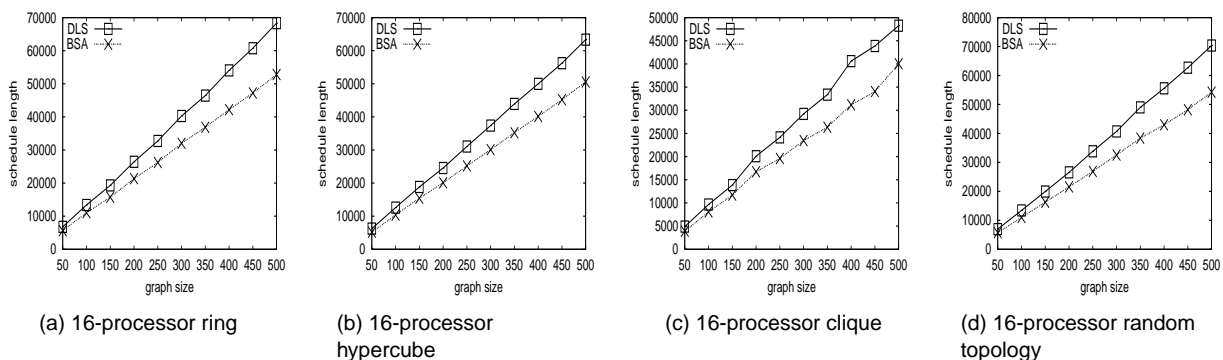 DLS
BSA
schedule length
70000
60000
50000
40000
30000
20000
10000
0
50 100 150 200 250 300 350 400 450 500
graph size
(a) 16-processor ring
DLS
BSA
schedule length
70000
60000
50000
40000
30000
20000
10000
0
50 100 150 200 250 300 350 400 450 500
graph size
(b) 16-processor
hypercube
DLS
BSA
schedule length
50000
45000
40000
35000
30000
25000
20000
15000
10000
5000
0
50 100 150 200 250 300 350 400 450 500
graph size
(c) 16-processor clique
DLS
BSA
schedule length
80000
70000
60000
50000
40000
30000
20000
10000
0
50 100 150 200 250 300 350 400 450 500
graph size
(d) 16-processor random
topology